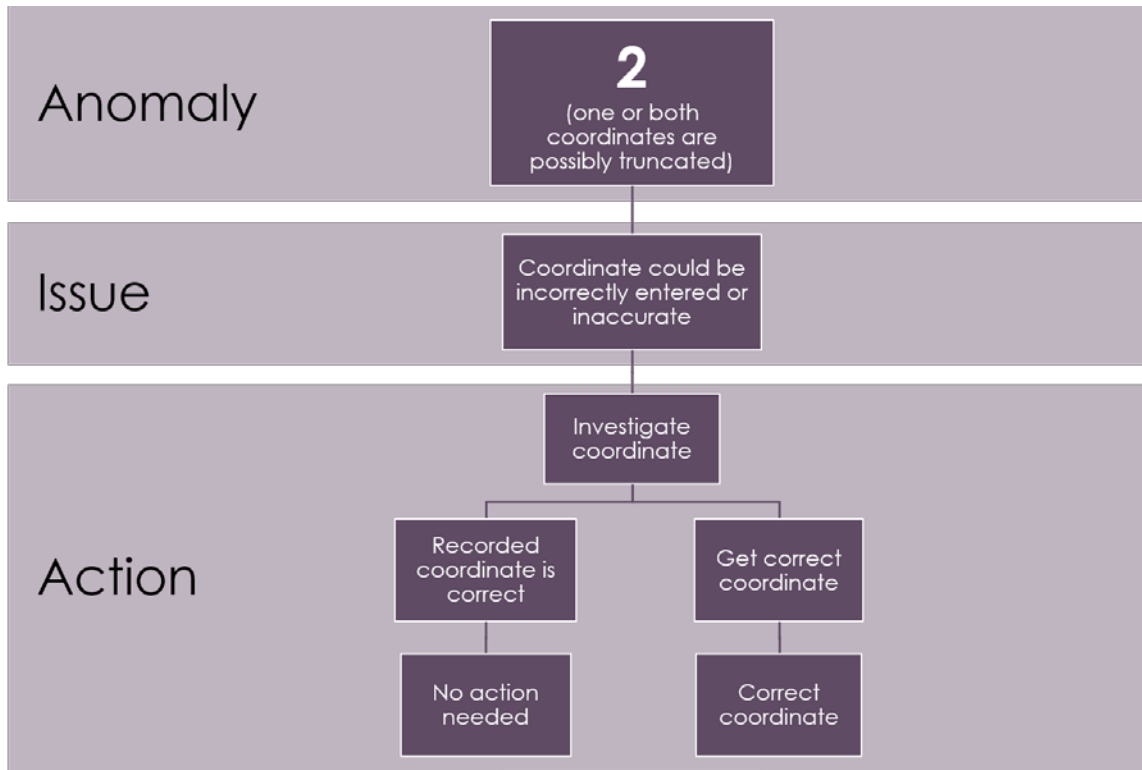 Anomaly
2
(one or both
coordinates are
possibly truncated)
Issue
Coordinate could be
incorrectly entered or
inaccurate
Action
Investigate
coordinate
Recorded
coordinate is
correct
Get correct
coordinate
No action
needed
Correct
coordinate